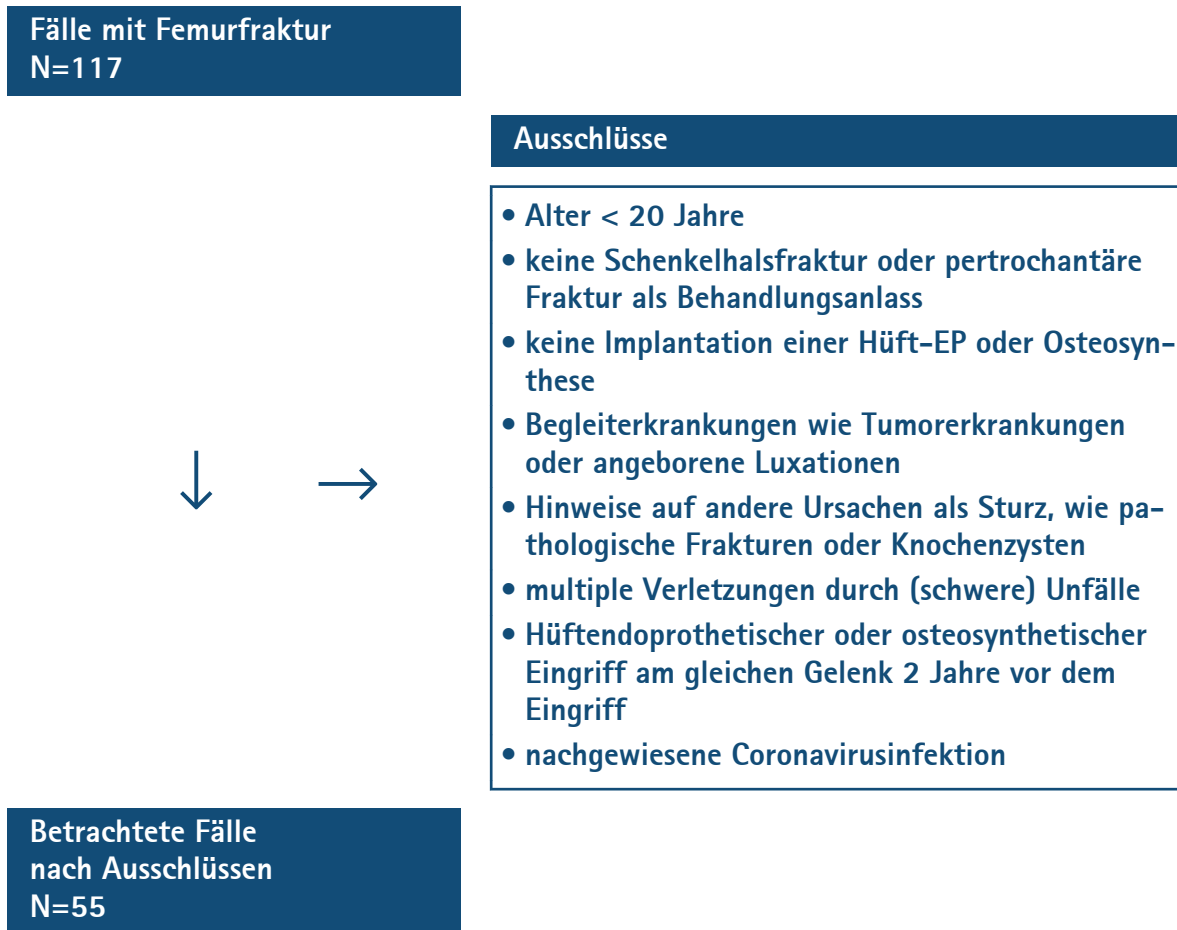 Fälle mit Femurfraktur
N=117
Ausschlüsse
• Alter < 20 Jahre
• keine Schenkelhalsfraktur oder pertrochantäre
Fraktur als Behandlungsanlass
• keine Implantation einer Hüft-EP oder Osteosyn-
these
• Begleiterkrankungen wie Tumorerkrankungen
oder angeborene Luxationen
• Hinweise auf andere Ursachen als Sturz, wie pa-
thologische Frakturen oder Knochenzysten
• multiple Verletzungen durch (schwere) Unfälle
• Hüftendoprothetischer oder osteosynthetischer
Eingriff am gleichen Gelenk 2 Jahre vor dem
Eingriff
• nachgewiesene Coronavirusinfektion
Betrachtete Fälle
nach Ausschlüssen
N=55